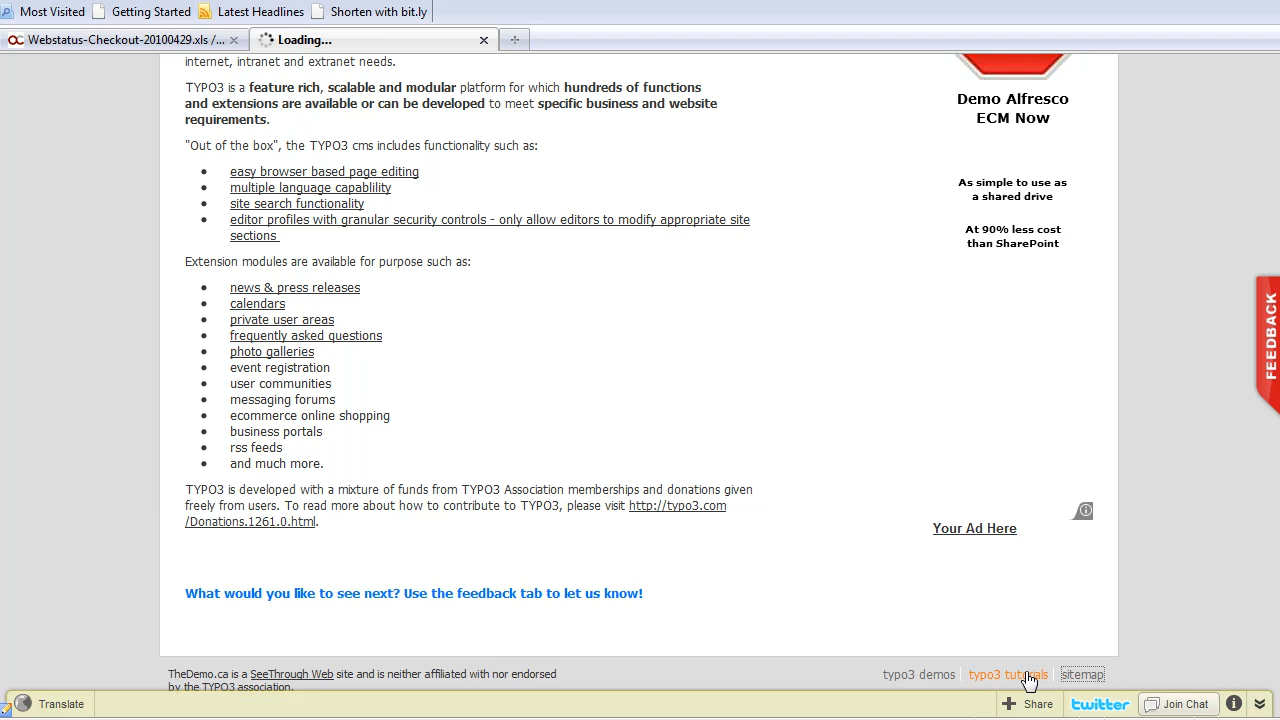 Most Visited Getting Started Latest Headlines Shorten with bit.ly
Webstatus-Checkout-20100429.xls /... Loading...
internet, intranet and extranet needs.
TYPO3 is a feature rich, scalable and modular platform for which hundreds of functions
and extensions are available or can be developed to meet specific business and website
requirements.
"Out of the box", the TYPO3 cms includes functionality such as:
• easy browser based page editing
• multiple language capablility
• site search functionality
• editor profiles with granular security controls - only allow editors to modify appropriate site
sections
Extension modules are available for purpose such as:
• news & press releases
• calendars
• private user areas
• frequently asked questions
• photo galleries
• event registration
• user communities
• messaging forums
• ecommerce online shopping
• business portals
• rss feeds
• and much more.
TYPO3 is developed with a mixture of funds from TYPO3 Association memberships and donations given
freely from users. To read more about how to contribute to TYPO3, please visit http://typo3.com
/Donations.1261.0.html.
What would you like to see next? Use the feedback tab to let us know!
Demo Alfresco
ECM Now
As simple to use as
a shared drive
At 90% less cost
than SharePoint
Your Ad Here
FEEDBACK
TheDemo.ca is a SeeThrough Web site and is neither affiliated with nor endorsed
by the TYPO3 association.
typo3 demos typo3 tutorials sitemap
Translate Share twitter Join Chat